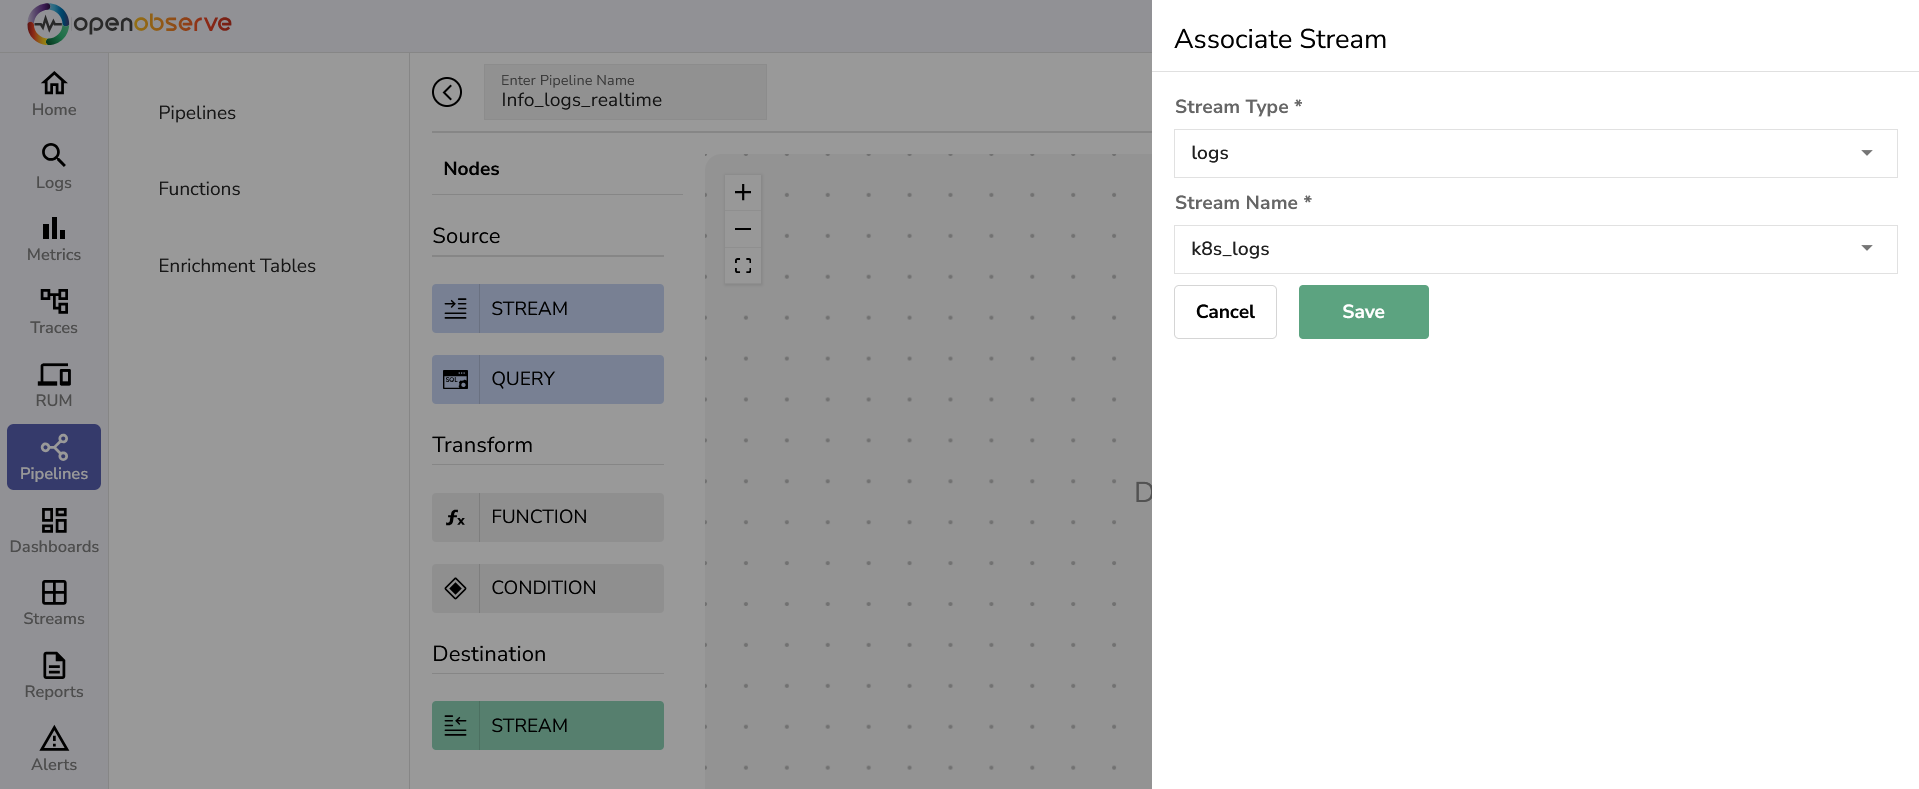 openobserve
Home
Logs
Metrics
Traces
RUM
Pipelines
Dashboards
Streams
Reports
Alerts
Pipelines
Functions
Enrichment Tables
Enter Pipeline Name
Info_logs_realtime
Nodes
Source
STREAM
SQL
QUERY
Transform
fx
FUNCTION
CONDITION
Destination
STREAM
D
Associate Stream
Stream Type *
logs
Stream Name *
k8s_logs
Cancel
Save